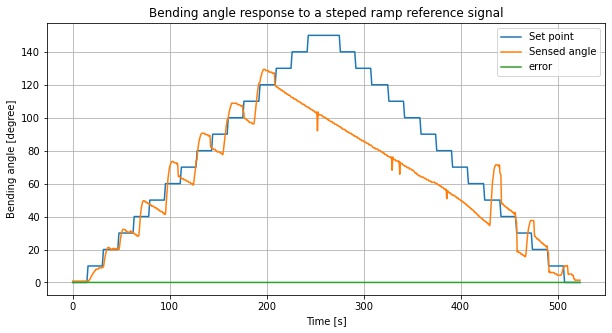 Bending angle response to a steped ramp reference signal
Set point
Sensed angle
error
Bending angle [degree]
140
120
100
80
60
40
20
0
0 100 200 300 400 500
Time [s]